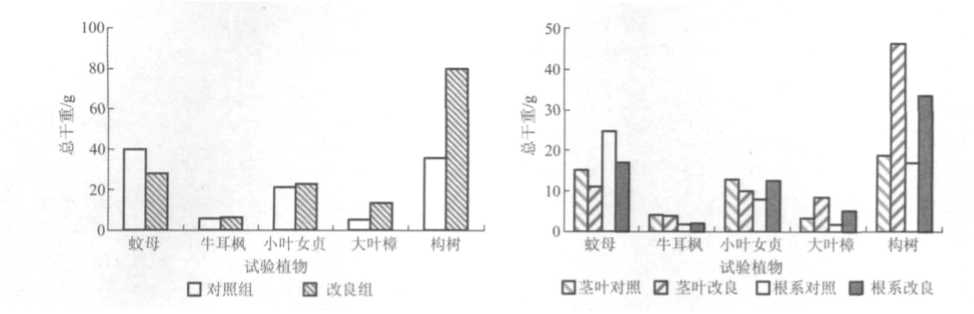 100
80
60
40
20
0
总干重/g
蚊母 牛耳枫 小叶女贞 大叶樟 构树
试验植物
对照组 改良组
50
40
30
20
10
0
总干重/g
蚊母 牛耳枫 小叶女贞 大叶樟 构树
试验植物
茎叶对照 茎叶改良 根系对照 根系改良